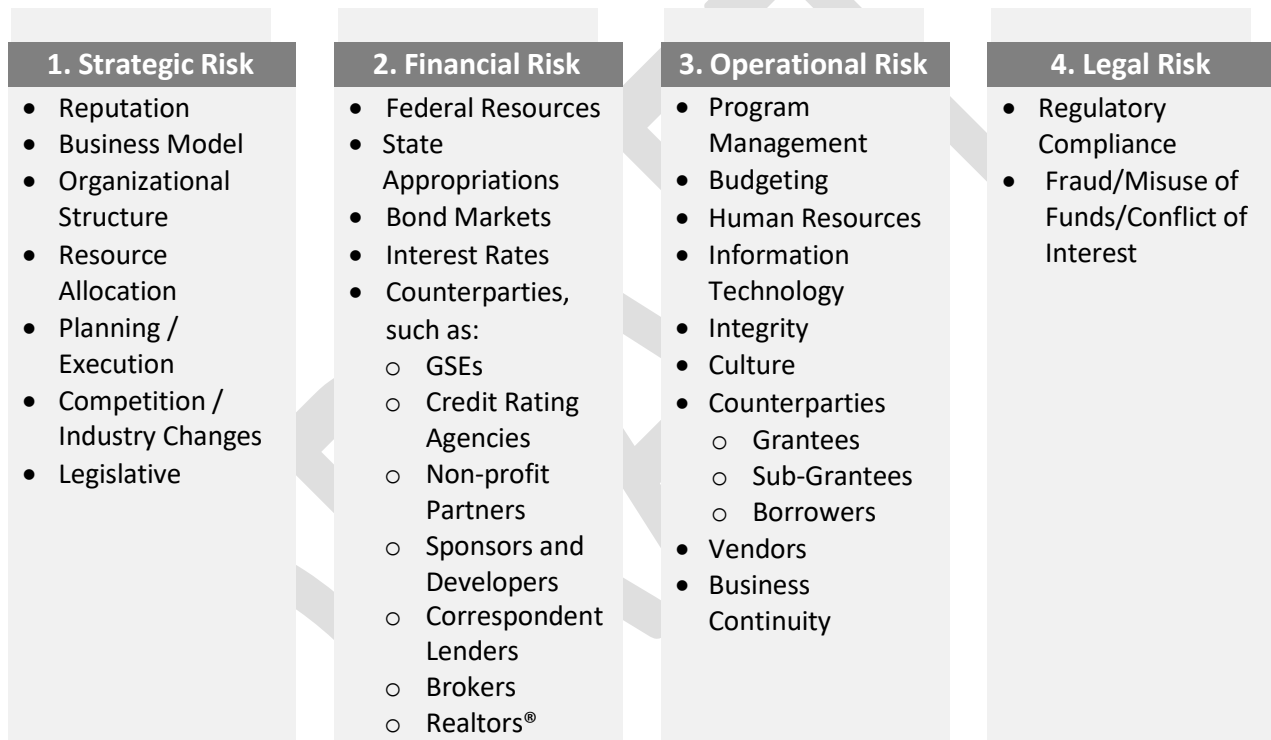 1. Strategic Risk
• Reputation
• Business Model
• Organizational
Structure
• Resource
Allocation
• Planning /
Execution
• Competition /
Industry Changes
• Legislative
2. Financial Risk
• Federal Resources
• State
Appropriations
• Bond Markets
• Interest Rates
• Counterparties,
such as:
o GSEs
o Credit Rating
Agencies
o Non-profit
Partners
o Sponsors and
Developers
o Correspondent
Lenders
o Brokers
o Realtors®
3. Operational Risk
• Program
Management
• Budgeting
• Human Resources
• Information
Technology
• Integrity
• Culture
• Counterparties
o Grantees
o Sub-Grantees
o Borrowers
• Vendors
• Business
Continuity
4. Legal Risk
• Regulatory
Compliance
• Fraud/Misuse of
Funds/Conflict of
Interest